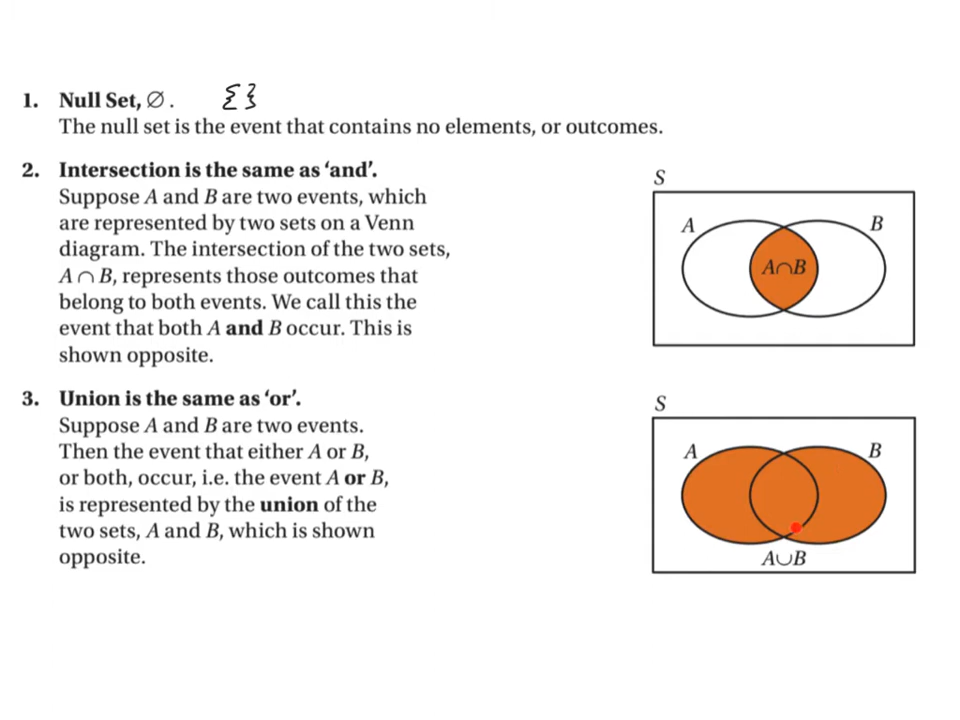 1. Null Set, ∅. { }
The null set is the event that contains no elements, or outcomes.
2. Intersection is the same as ‘and’.
Suppose A and B are two events, which
are represented by two sets on a Venn
diagram. The intersection of the two sets,
A ∩ B, represents those outcomes that
belong to both events. We call this the
event that both A and B occur. This is
shown opposite.
S
A
B
A∩B
3. Union is the same as ‘or’.
Suppose A and B are two events.
Then the event that either A or B,
or both, occur, i.e. the event A or B,
is represented by the union of the
two sets, A and B, which is shown
opposite.
S
A
B
A∪B